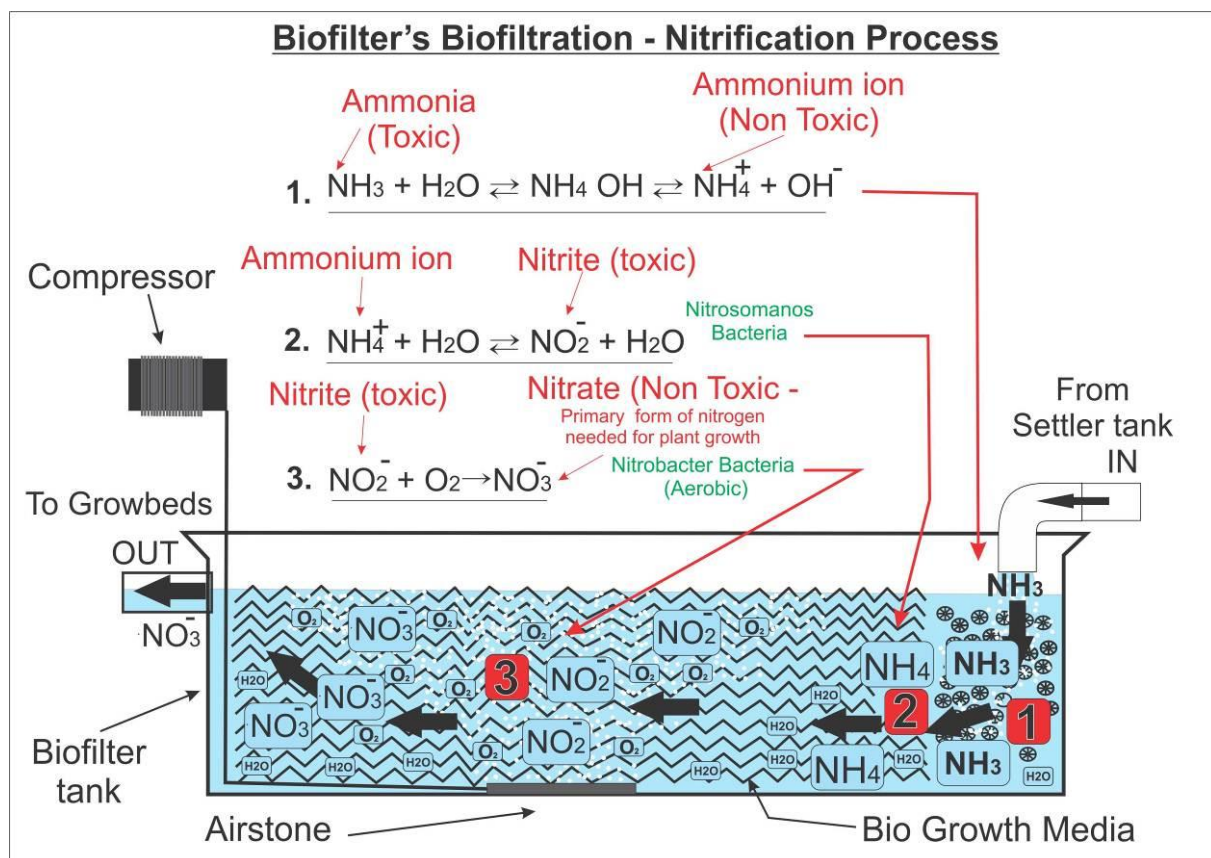 Biofilter's Biofiltration - Nitrification Process
Ammonia
(Toxic)
Ammonium ion
(Non Toxic)
1. NH3 + H2O ⇄ NH4 OH ⇄ NH4+ + OH-
Compressor
Ammonium ion
Nitrite (toxic)
2. NH4+ + H2O ⇄ NO2- + H2O
Nitrosomanos
Bacteria
Nitrite (toxic)
Nitrate (Non Toxic -
Primary form of nitrogen
needed for plant growth
3. NO2- + O2→NO3-
Nitrobacter Bacteria
(Aerobic)
From
Settler tank
IN
To Growbeds
OUT
NO3-
NH3
O2
NO3-
O2
O2
NO2-
O2
O2
NH4
NH3
H2O
NO3-
O2
O2
3
NO2-
O2
O2
H2O
2
1
NO3-
O2
O2
NO2-
H2O
H2O
H2O
H2O
H2O
H2O
H2O
NH4
H2O
NH3
H2O
Biofilter
tank
Airstone
Bio Growth Media